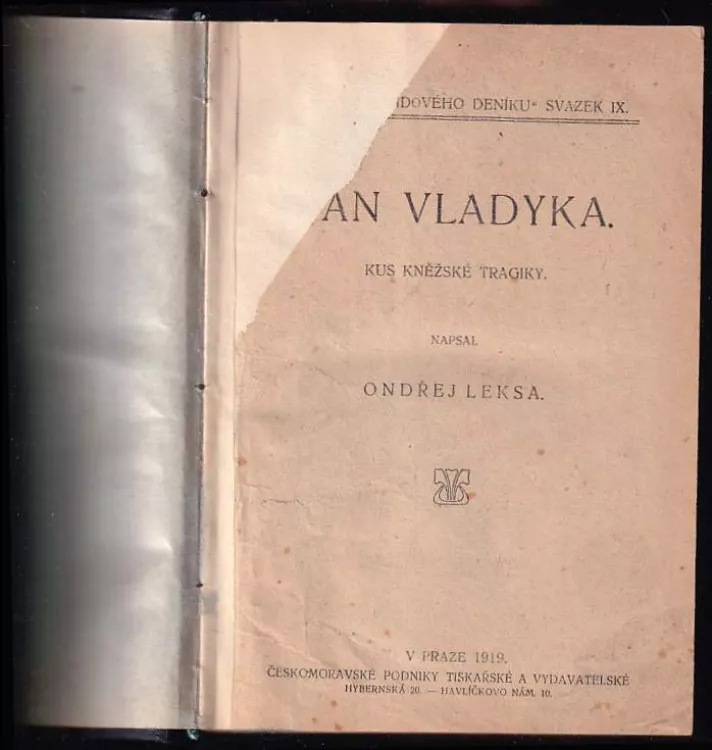 IDOVÉHO DENÍKU“ SVAZEK IX.
AN VLADYKA.
KUS KNĚŽSKÉ TRAGIKY.
NAPSAL
ONDŘEJ LEKSA.
V PRAZE 1919.
ČESKOMORAVSKÉ PODNIKY TISKAŘSKÉ A VYDAVATELSKÉ
HYBERNSKÁ 20. — HAVLÍČKOVO NÁM. 10.